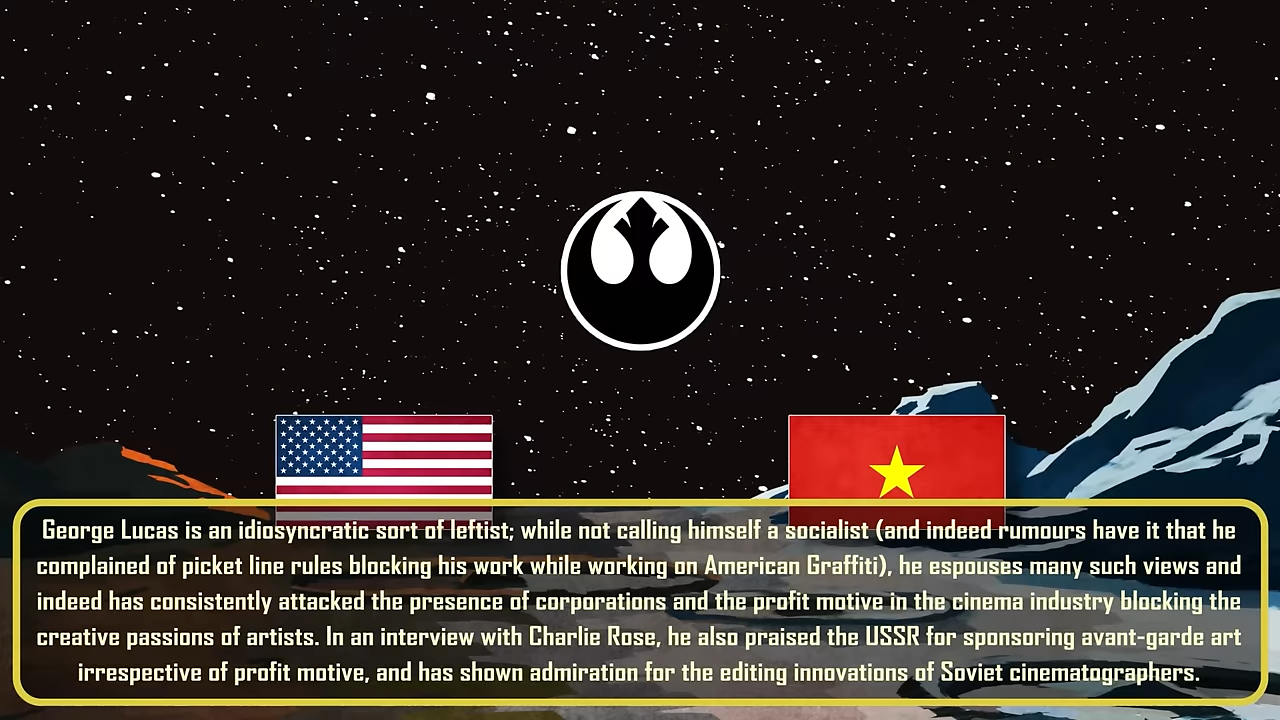 George Lucas is an idiosyncratic sort of leftist; while not calling himself a socialist (and indeed rumours have it that he
complained of picket line rules blocking his work while working on American Graffiti), he espouses many such views and
indeed has consistently attacked the presence of corporations and the profit motive in the cinema industry blocking the
creative passions of artists. In an interview with Charlie Rose, he also praised the USSR for sponsoring avant-garde art
irrespective of profit motive, and has shown admiration for the editing innovations of Soviet cinematographers.